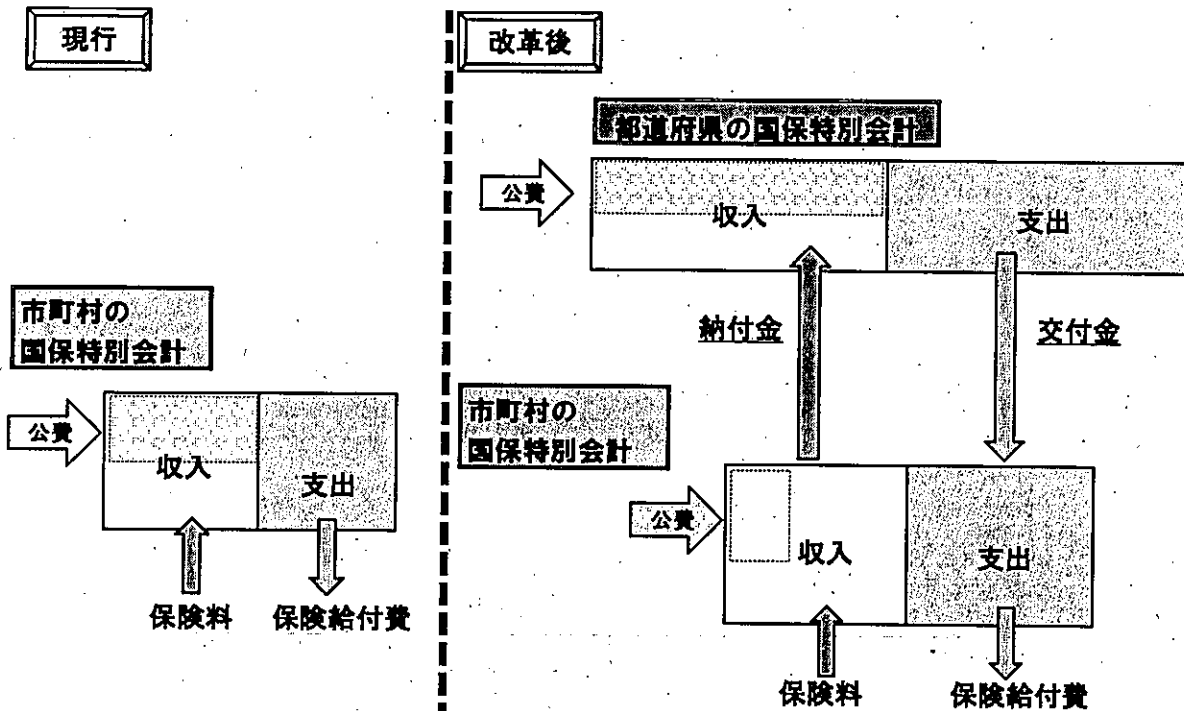 現行
市町村の
国保特別会計
公費
収入
支出
保険料
保険給付費
改革後
都道府県の国保特別会計
公費
収入
支出
納付金
交付金
市町村の
国保特別会計
公費
収入
支出
保険料
保険給付費